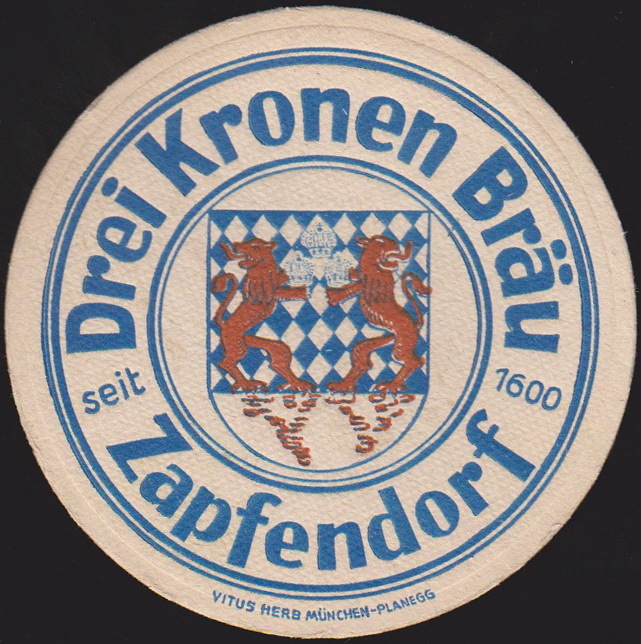 Drei Kronen Bräu
seit 1600
Zapfendorf
VITUS HERB MÜNCHEN-PLANEGG